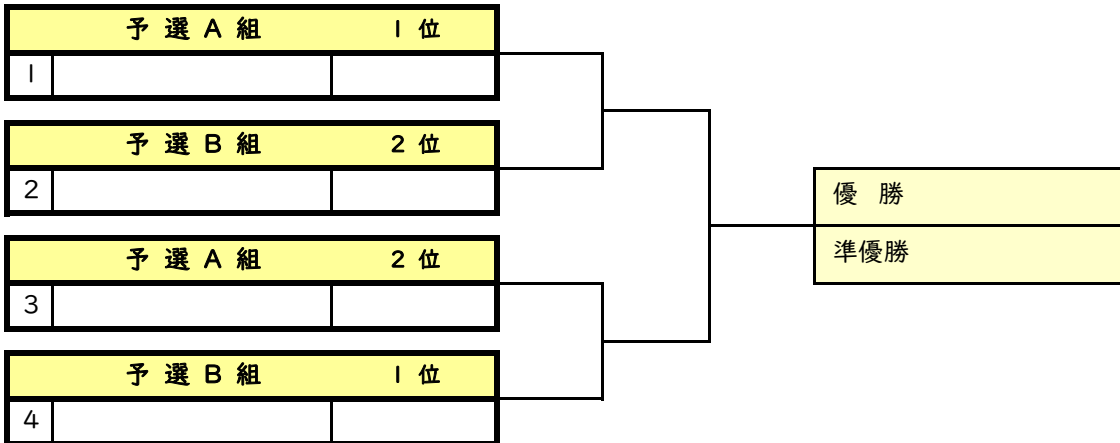 予 選 A 組 1 位
1
予 選 B 組 2 位
2
予 選 A 組 2 位
3
予 選 B 組 1 位
4
優 勝
準優勝